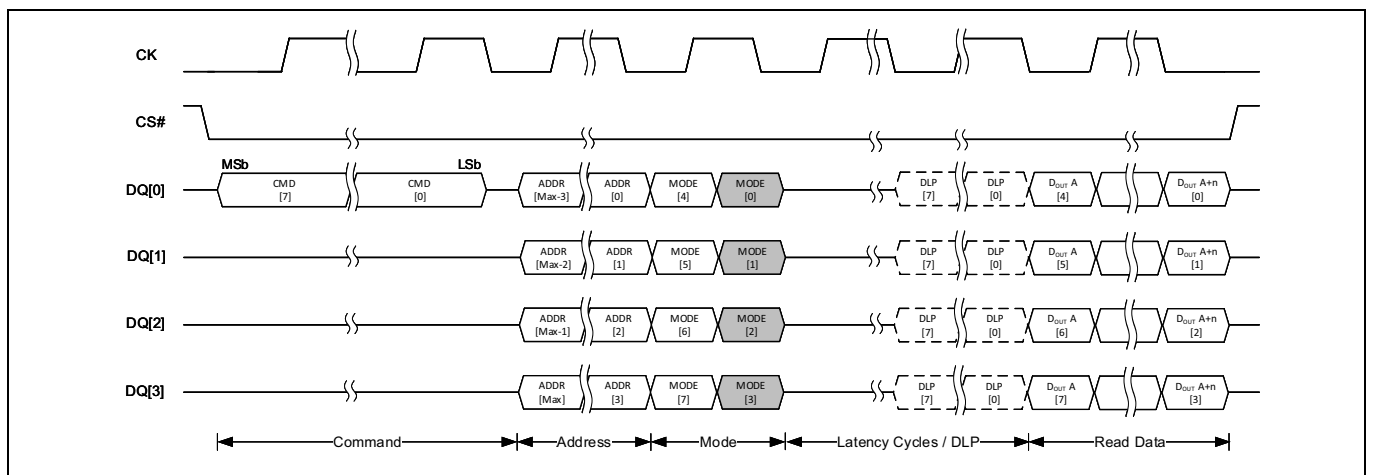 CK
CS#
MSb LSb
DQ[0] CMD ADDR ADDR MODE MODE DLP DLP DOUT A DOUT A+n
[7] [0] [Max-3] [0] [4] [0] [7] [0] [4] [0]
DQ[1] ADDR ADDR MODE MODE DLP DLP DOUT A DOUT A+n
[Max-2] [1] [5] [1] [7] [0] [5] [1]
DQ[2] ADDR ADDR MODE MODE DLP DLP DOUT A DOUT A+n
[Max-1] [2] [6] [2] [7] [0] [6] [2]
DQ[3] ADDR ADDR MODE MODE DLP DLP DOUT A DOUT A+n
[Max] [3] [7] [3] [7] [0] [7] [3]
Command Address Mode Latency Cycles / DLP Read Data